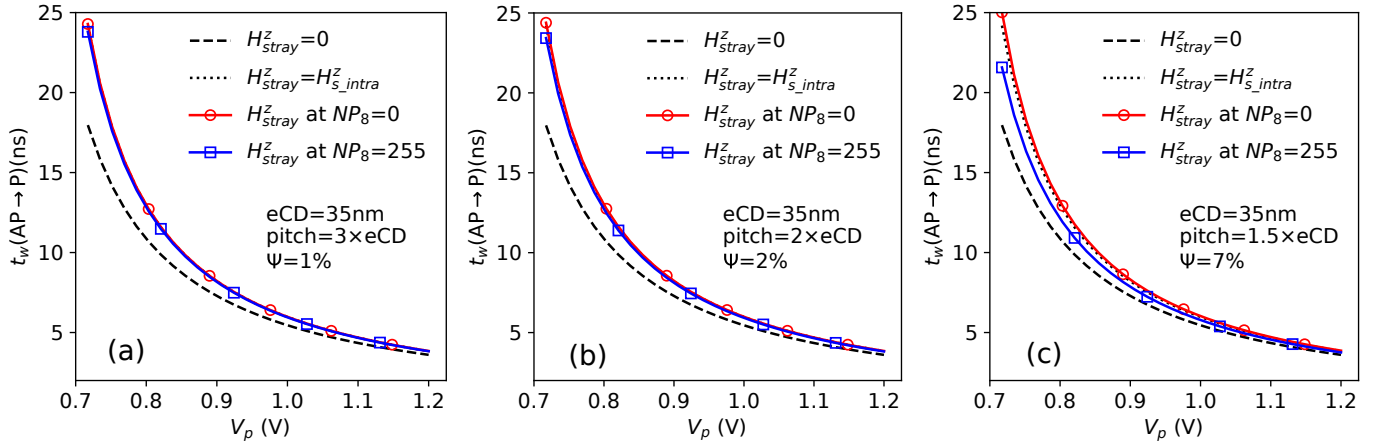 25
20
15
10
5
t_w(AP → P)(ns)
0.7 0.8 0.9 1.0 1.1 1.2
V_p (V)
H^z_stray=0
H^z_stray=H^z_s_intra
H^z_stray at NP_8=0
H^z_stray at NP_8=255
eCD=35nm
pitch=3×eCD
Ψ=1%
(a)
25
20
15
10
5
t_w(AP → P)(ns)
0.7 0.8 0.9 1.0 1.1 1.2
V_p (V)
H^z_stray=0
H^z_stray=H^z_s_intra
H^z_stray at NP_8=0
H^z_stray at NP_8=255
eCD=35nm
pitch=2×eCD
Ψ=2%
(b)
25
20
15
10
5
t_w(AP → P)(ns)
0.7 0.8 0.9 1.0 1.1 1.2
V_p (V)
H^z_stray=0
H^z_stray=H^z_s_intra
H^z_stray at NP_8=0
H^z_stray at NP_8=255
eCD=35nm
pitch=1.5×eCD
Ψ=7%
(c)